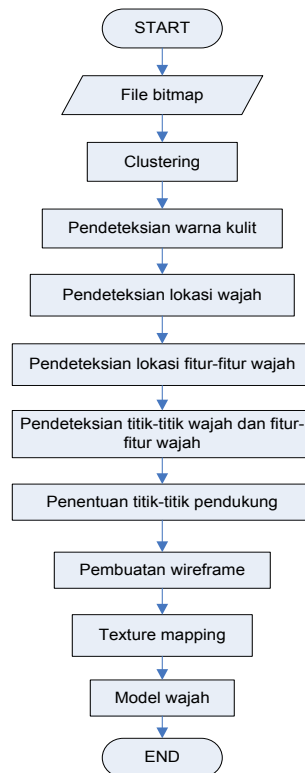 START
File bitmap
Clustering
Pendeteksian warna kulit
Pendeteksian lokasi wajah
Pendeteksian lokasi fitur-fitur wajah
Pendeteksian titik-titik wajah dan fitur-
fitur wajah
Penentuan titik-titik pendukung
Pembuatan wireframe
Texture mapping
Model wajah
END